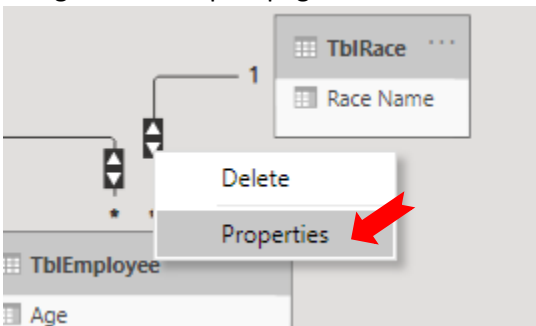 TblRace ...
1
Race Name
Delete
* *
Properties
TblEmployee
Age